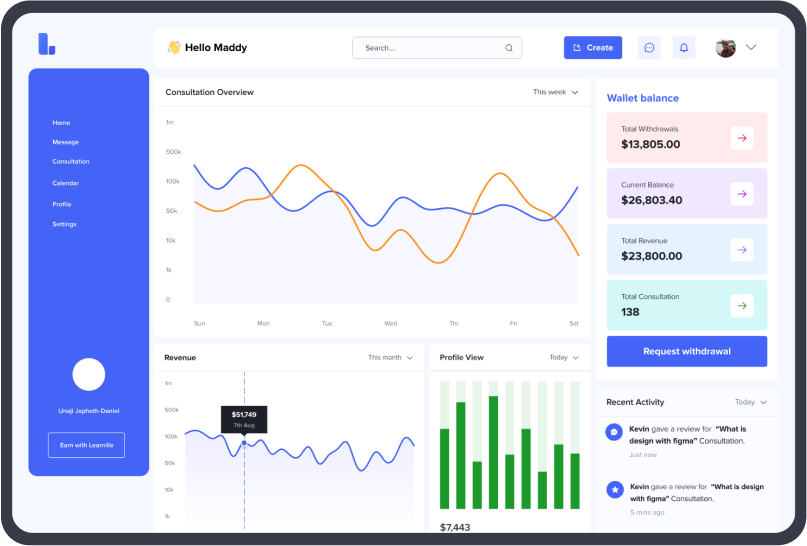 👋 Hello Maddy
Search...
Create
Home
Message
Consultation
Calendar
Profile
Settings
Unaji Japheth-Daniel
Earn with Learnille
Consultation Overview
This week
1m
500k
100k
50k
10k
1k
0
Sun
Mon
Tue
Wed
Thi
Fri
Sat
Wallet balance
Total Withdrawals
$13,805.00
Current Balance
$26,803.40
Total Revenue
$23,800.00
Total Consultation
138
Request withdrawal
Revenue
This month
1m
500k
100k
50k
10k
1k
$51,749
7th Aug
Profile View
Today
$7,443
Recent Activity
Today
Kevin gave a review for “What is
design with figma” Consultation.
Just now
Kevin gave a review for “What is design
with figma” Consultation.
5 mins ago